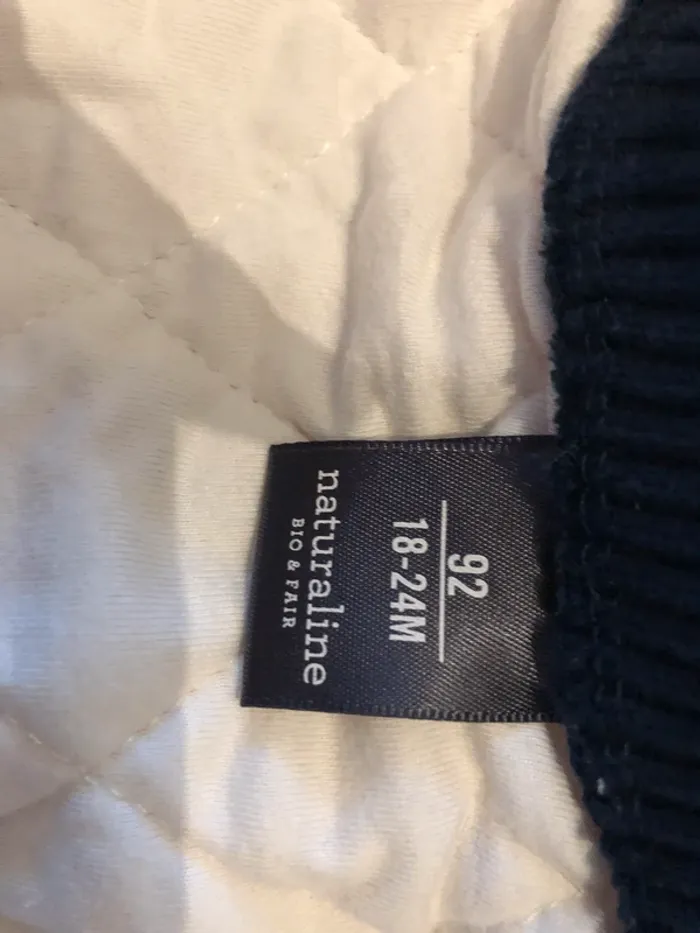 92
18-24M
naturaline
BIO & FAIR